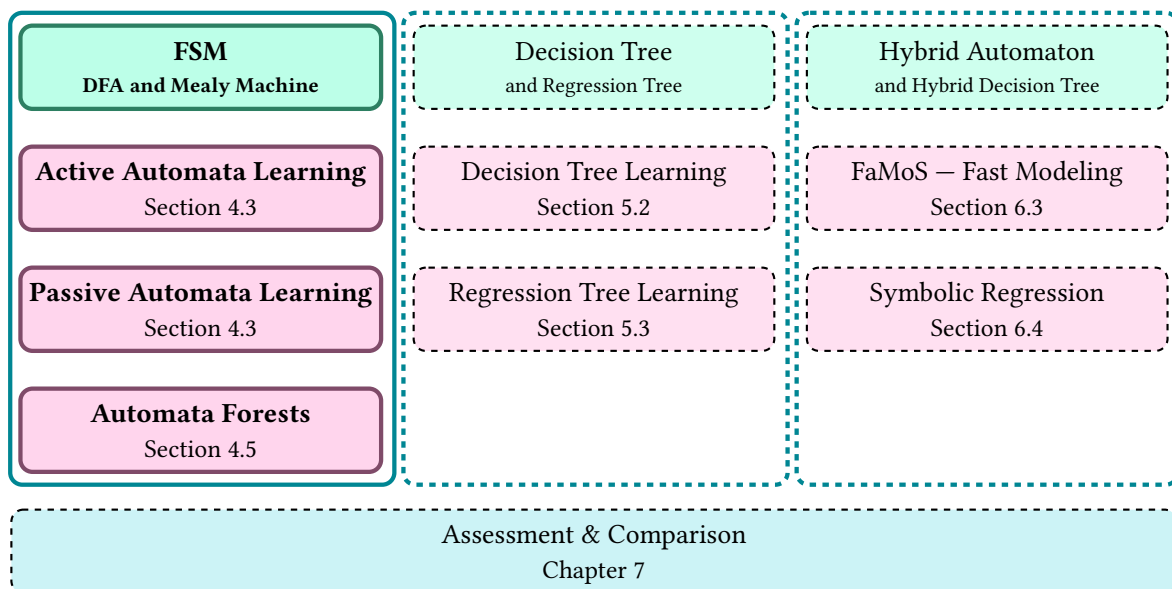 FSM
DFA and Mealy Machine
Active Automata Learning
Section 4.3
Passive Automata Learning
Section 4.3
Automata Forests
Section 4.5
Decision Tree
and Regression Tree
Decision Tree Learning
Section 5.2
Regression Tree Learning
Section 5.3
Hybrid Automaton
and Hybrid Decision Tree
FaMoS — Fast Modeling
Section 6.3
Symbolic Regression
Section 6.4
Assessment & Comparison
Chapter 7